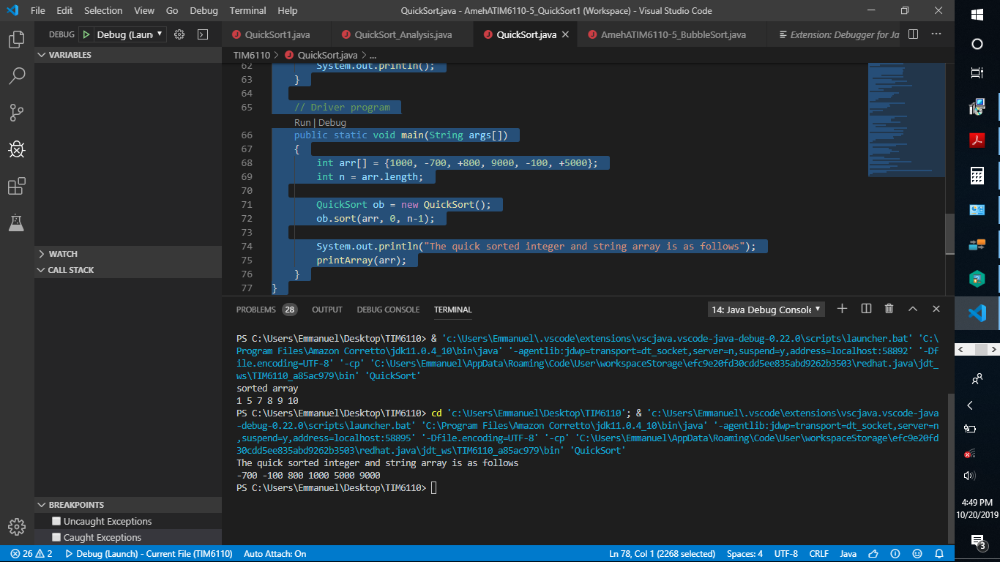 File Edit Selection View Go Debug Terminal Help QuickSort.java - AmehATIM6110-5_QuickSort1 (Workspace) - Visual Studio Code
DEBUG Debug (Laun
QuickSort1.java QuickSort_Analysis.java QuickSort.java AmehATIM6110-5_BubbleSort.java Extension: Debugger for Ja
VARIABLES
WATCH
CALL STACK
BREAKPOINTS
Uncaught Exceptions
Caught Exceptions
TIM6110 > QuickSort.java > ...
62 System.out.println();
63 }
64
65 // Driver program
Run | Debug
66 public static void main(String args[])
67 {
68 int arr[] = {1000, -700, +800, 9000, -100, +5000};
69 int n = arr.length;
70
71 QuickSort ob = new QuickSort();
72 ob.sort(arr, 0, n-1);
73
74 System.out.println("The quick sorted integer and string array is as follows");
75 printArray(arr);
76 }
77 }
PROBLEMS 28 OUTPUT DEBUG CONSOLE TERMINAL 14: Java Debug Console
PS C:\Users\Emmanuel\Desktop\TIM6110> & 'c:\Users\Emmanuel\.vscode\extensions\vscjava.vscode-java-debug-0.22.0\scripts\launcher.bat' 'C:\
Program Files\Amazon Corretto\jdk11.0.4_10\bin\java' '-agentlib:jdwp=transport=dt_socket,server=n,suspend=y,address=localhost:58892' '-Df
ile.encoding=UTF-8' '-cp' 'C:\Users\Emmanuel\AppData\Roaming\Code\User\workspaceStorage\efc9e20fd30cdd5ee835abd9262b3503\redhat.java\jdt_
ws\TIM6110_a85ac979\bin' 'QuickSort'
sorted array
1 5 7 8 9 10
PS C:\Users\Emmanuel\Desktop\TIM6110> cd 'c:\Users\Emmanuel\Desktop\TIM6110'; & 'c:\Users\Emmanuel\.vscode\extensions\vscjava.vscode-java
-debug-0.22.0\scripts\launcher.bat' 'C:\Program Files\Amazon Corretto\jdk11.0.4_10\bin\java' '-agentlib:jdwp=transport=dt_socket,server=n
,suspend=y,address=localhost:58895' '-Dfile.encoding=UTF-8' '-cp' 'C:\Users\Emmanuel\AppData\Roaming\Code\User\workspaceStorage\efc9e20fd
30cdd5ee835abd9262b3503\redhat.java\jdt_ws\TIM6110_a85ac979\bin' 'QuickSort'
The quick sorted integer and string array is as follows
-700 -100 800 1000 5000 9000
PS C:\Users\Emmanuel\Desktop\TIM6110>
26 2 Debug (Launch) - Current File (TIM6110) Auto Attach: On Ln 78, Col 1 (2268 selected) Spaces: 4 UTF-8 CRLF Java
4:49 PM
10/20/2019
3